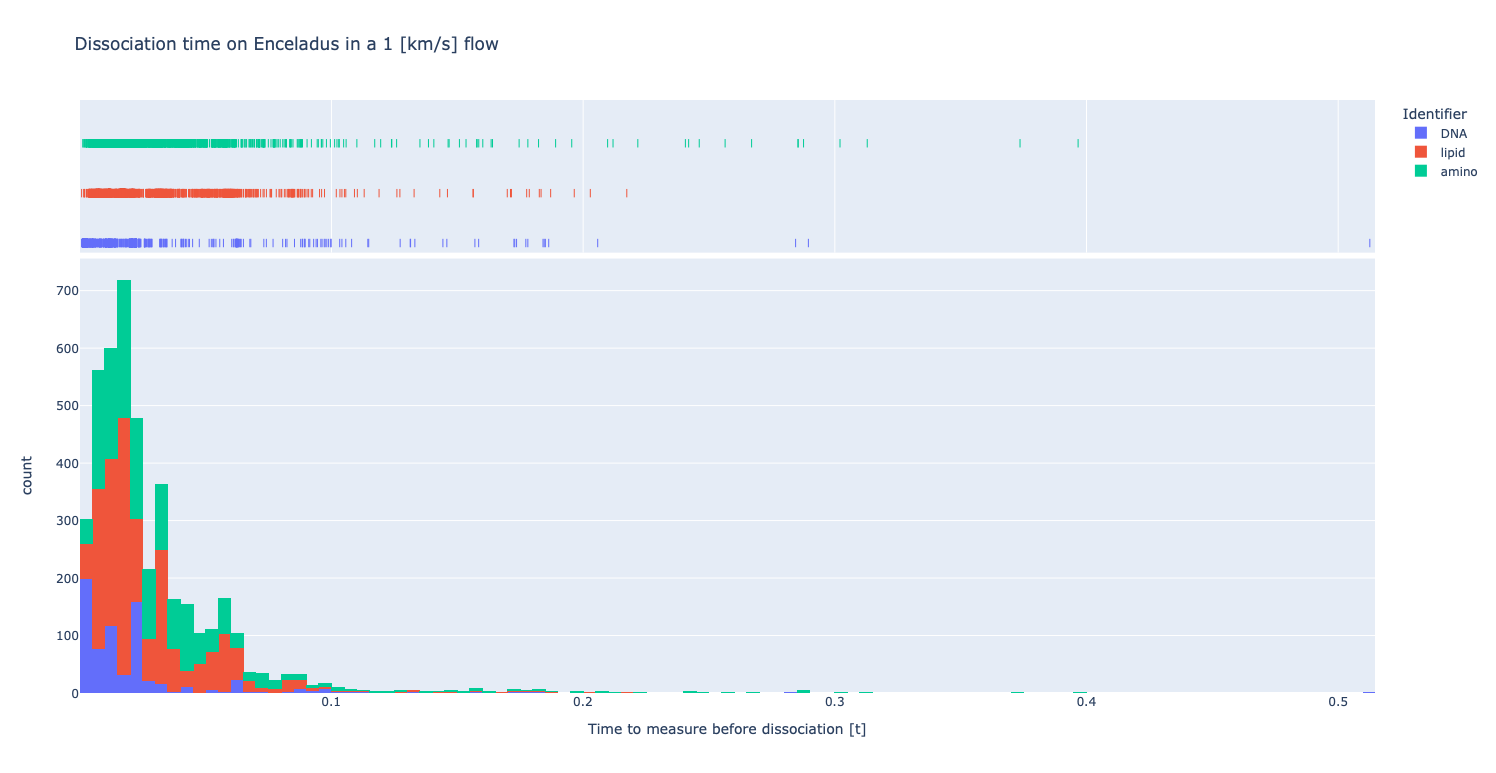 Dissociation time on Enceladus in a 1 [km/s] flow
Identifier
DNA
lipid
amino
700
600
500
400
300
200
100
0
count
0.1
0.2
0.3
0.4
0.5
Time to measure before dissociation [t]